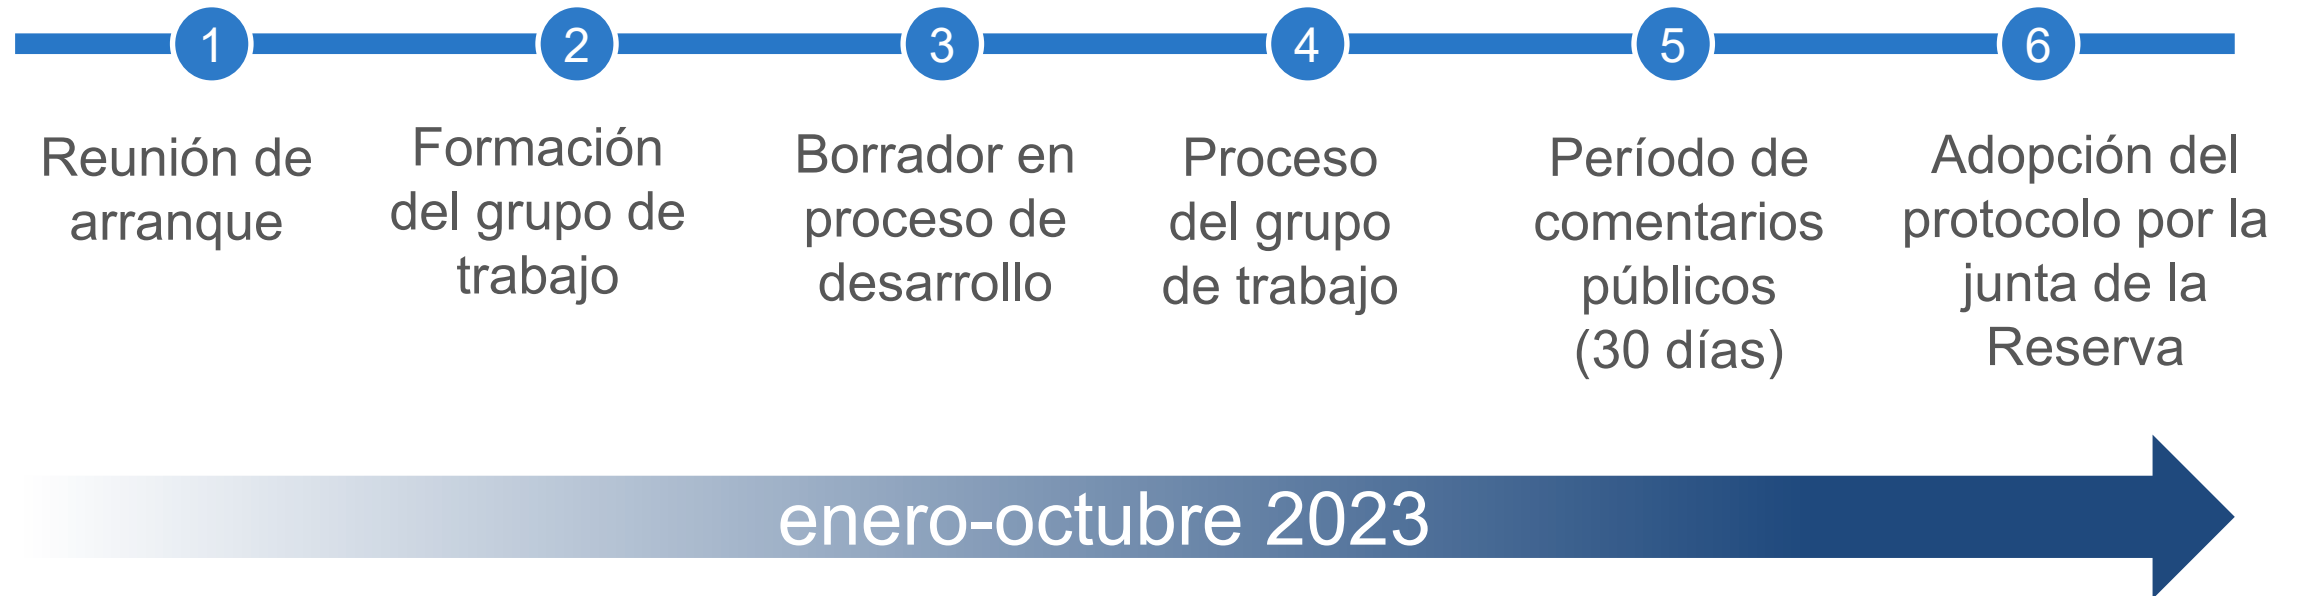 1
2
3
4
5
6
Reunión de
arranque
Formación
del grupo de
trabajo
Borrador en
proceso de
desarrollo
Proceso
del grupo
de trabajo
Período de
comentarios
públicos
(30 días)
Adopción del
protocolo por la
junta de la
Reserva
enero-octubre 2023